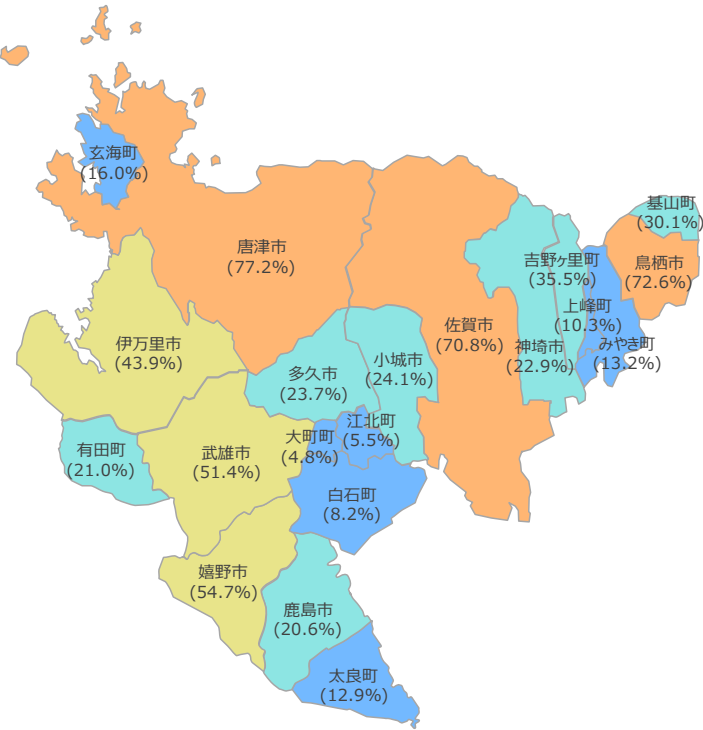 玄海町
(16.0%)
基山町
(30.1%)
唐津市
(77.2%)
吉野ヶ里町
(35.5%)
鳥栖市
(72.6%)
上峰町
(10.3%)
伊万里市
(43.9%)
佐賀市
(70.8%)
神埼市
(22.9%)
みやき町
(13.2%)
多久市
(23.7%)
小城市
(24.1%)
有田町
(21.0%)
武雄市
(51.4%)
大町町
(4.8%)
江北町
(5.5%)
白石町
(8.2%)
嬉野市
(54.7%)
鹿島市
(20.6%)
太良町
(12.9%)